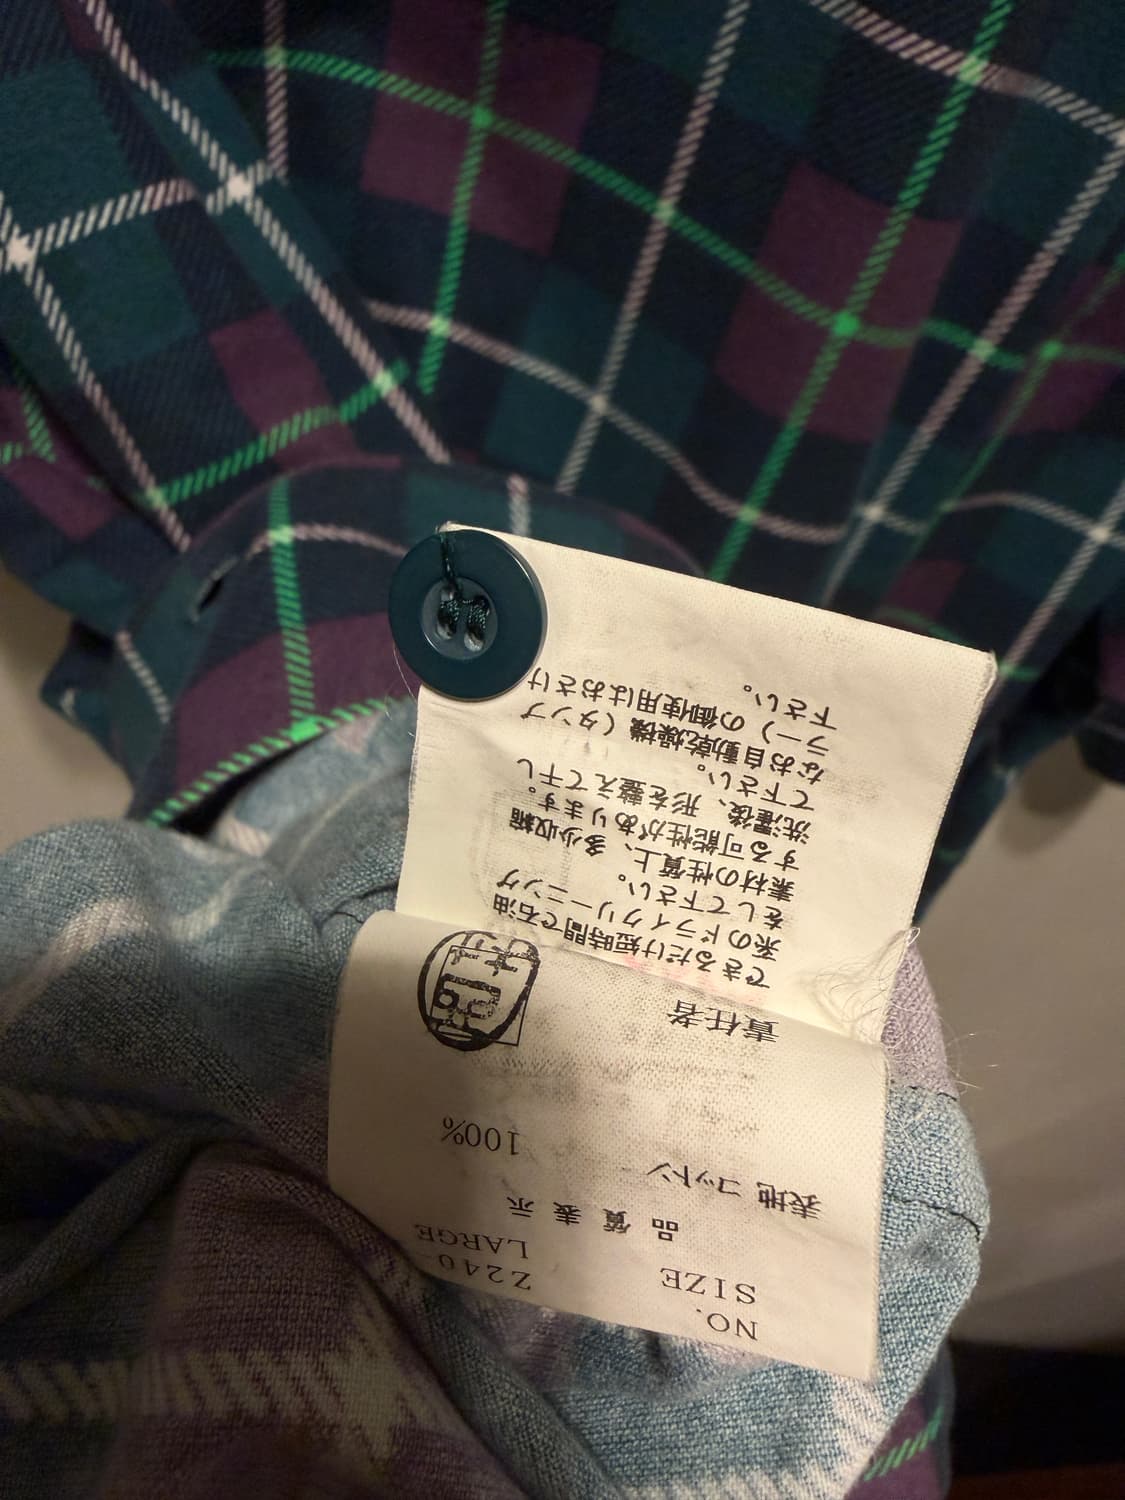 NO. Z240
SIZE LARGE
品質表示
表地 コットン
100%
責任者
できるだけ短時間で石油
系のドライクリーニング
をして下さい。
素材の性質上、多少収縮
する可能性があります。
洗濯後、形を整えて干し
て下さい。
なお自動乾燥機（タンブ
ラー）の御使用はおさけ
下さい。